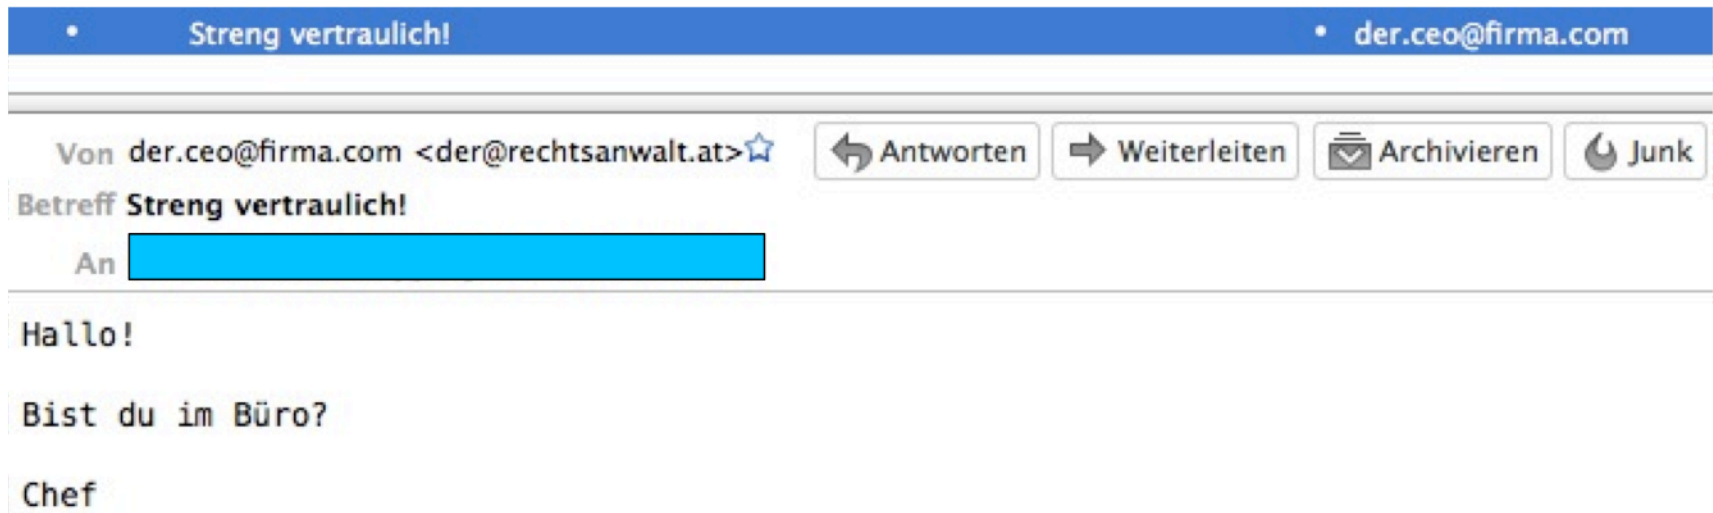 Streng vertraulich! der.ceo@firma.com
Von der.ceo@firma.com <der@rechtsanwalt.at> Antworten Weiterleiten Archivieren Junk
Betreff Streng vertraulich!
An
Hallo!
Bist du im Büro?
Chef